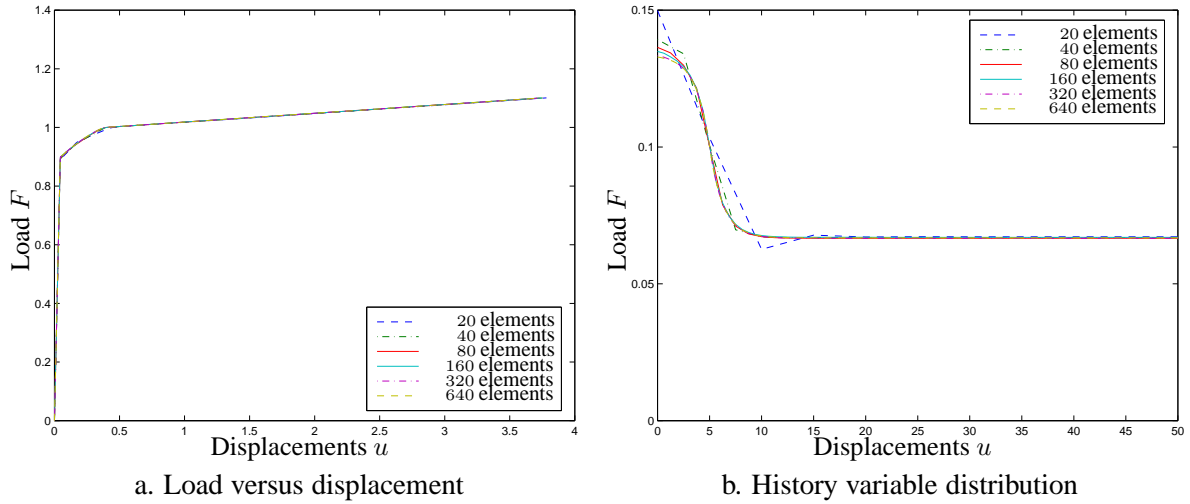 1.4
1.2
1
0.8
0.6
0.4
0.2
0
Load F
0 0.5 1 1.5 2 2.5 3 3.5 4
Displacements u
20 elements
40 elements
80 elements
160 elements
320 elements
640 elements
a. Load versus displacement
0.15
0.1
0.05
0
Load F
0 5 10 15 20 25 30 35 40 45 50
Displacements u
20 elements
40 elements
80 elements
160 elements
320 elements
640 elements
b. History variable distribution